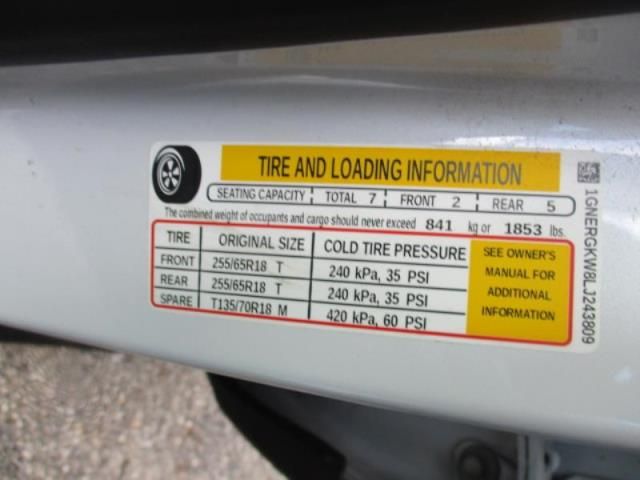 TIRE AND LOADING INFORMATION
SEATING CAPACITY TOTAL 7 FRONT 2 REAR 5
The combined weight of occupants and cargo should never exceed 841 kg or 1853 lbs.
TIRE ORIGINAL SIZE COLD TIRE PRESSURE
FRONT 255/65R18 T 240 kPa, 35 PSI
REAR 255/65R18 T 240 kPa, 35 PSI
SPARE T135/70R18 M 420 kPa, 60 PSI
SEE OWNER'S
MANUAL FOR
ADDITIONAL
INFORMATION
1GNERGKW8LJ243809